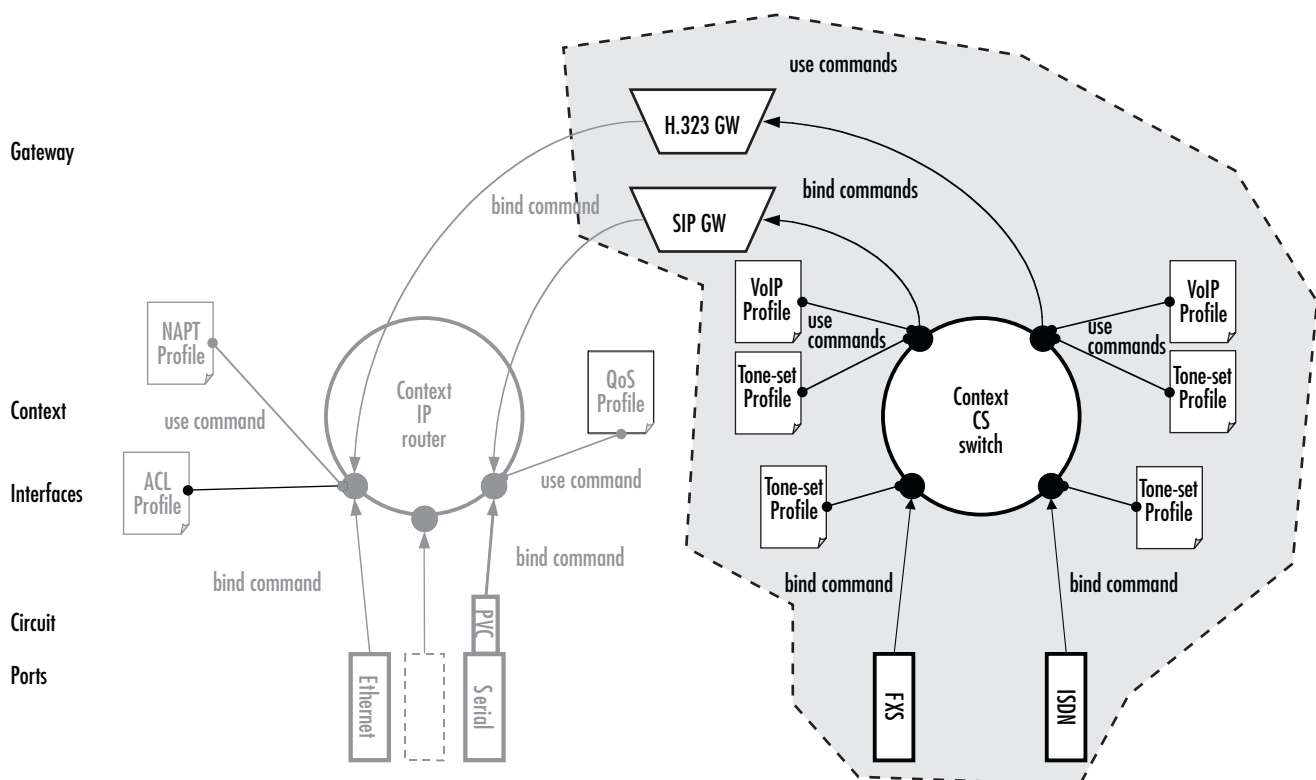 use commands
H.323 GW
Gateway
bind commands
bind command
SIP GW
VoIP
Profile
use
commands
Tone-set
Profile
VoIP
Profile
use
commands
Tone-set
Profile
NAPT
Profile
Context
IP
router
QoS
Profile
Context
CS
switch
Context
use command
ACL
Profile
Interfaces
use command
Tone-set
Profile
Tone-set
Profile
bind command
bind command
bind command
bind command
Circuit
PVC
Ports
Ethernet
Serial
FXS
ISDN